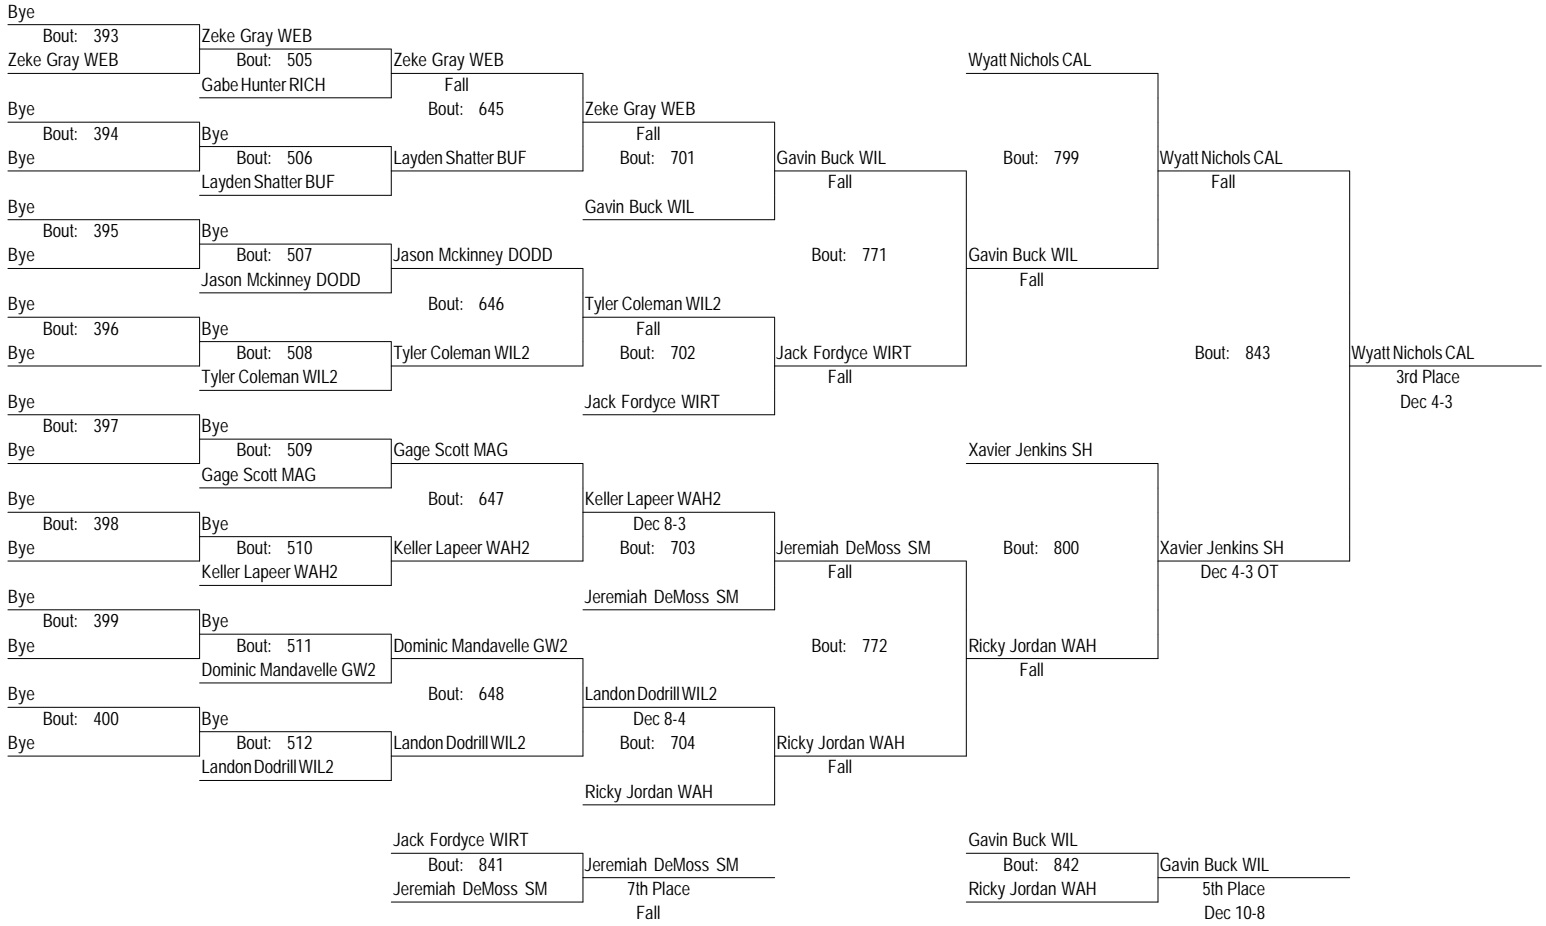 Bye
Bout: 393
Zeke Gray WEB
Bye
Bout: 394
Bye
Bye
Bout: 395
Bye
Bye
Bout: 396
Bye
Bye
Bout: 397
Bye
Bye
Bout: 398
Bye
Bye
Bout: 399
Bye
Bye
Bout: 400
Bye
Zeke Gray WEB
Bout: 505
Gabe Hunter RICH
Bye
Bout: 506
Layden Shatter BUF
Bye
Bout: 507
Jason Mckinney DODD
Bye
Bout: 508
Tyler Coleman WIL2
Bye
Bout: 509
Gage Scott MAG
Bye
Bout: 510
Keller Lapeer WAH2
Bye
Bout: 511
Dominic Mandavelle GW2
Bye
Bout: 512
Landon Dodrill WIL2
Zeke Gray WEB
Fall
Bout: 645
Layden Shatter BUF
Jason Mckinney DODD
Bout: 646
Tyler Coleman WIL2
Gage Scott MAG
Bout: 647
Keller Lapeer WAH2
Dominic Mandavelle GW2
Bout: 648
Landon Dodrill WIL2
Zeke Gray WEB
Fall
Bout: 701
Gavin Buck WIL
Tyler Coleman WIL2
Fall
Bout: 702
Jack Fordyce WIRT
Keller Lapeer WAH2
Dec 8-3
Bout: 703
Jeremiah DeMoss SM
Landon Dodrill WIL2
Dec 8-4
Bout: 704
Ricky Jordan WAH
Gavin Buck WIL
Fall
Bout: 771
Jack Fordyce WIRT
Fall
Jeremiah DeMoss SM
Fall
Bout: 772
Ricky Jordan WAH
Fall
Wyatt Nichols CAL
Bout: 799
Gavin Buck WIL
Fall
Xavier Jenkins SH
Bout: 800
Ricky Jordan WAH
Fall
Wyatt Nichols CAL
Fall
Bout: 843
Xavier Jenkins SH
Dec 4-3 OT
Wyatt Nichols CAL
3rd Place
Dec 4-3
Jack Fordyce WIRT
Bout: 841
Jeremiah DeMoss SM
Jeremiah DeMoss SM
7th Place
Fall
Gavin Buck WIL
Bout: 842
Ricky Jordan WAH
Gavin Buck WIL
5th Place
Dec 10-8